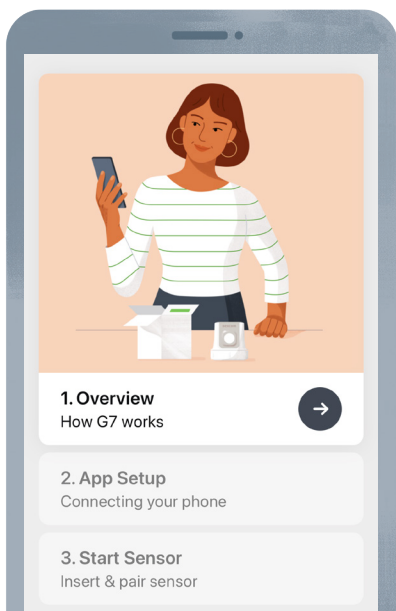 1. Overview
How G7 works
2. App Setup
Connecting your phone
3. Start Sensor
Insert & pair sensor